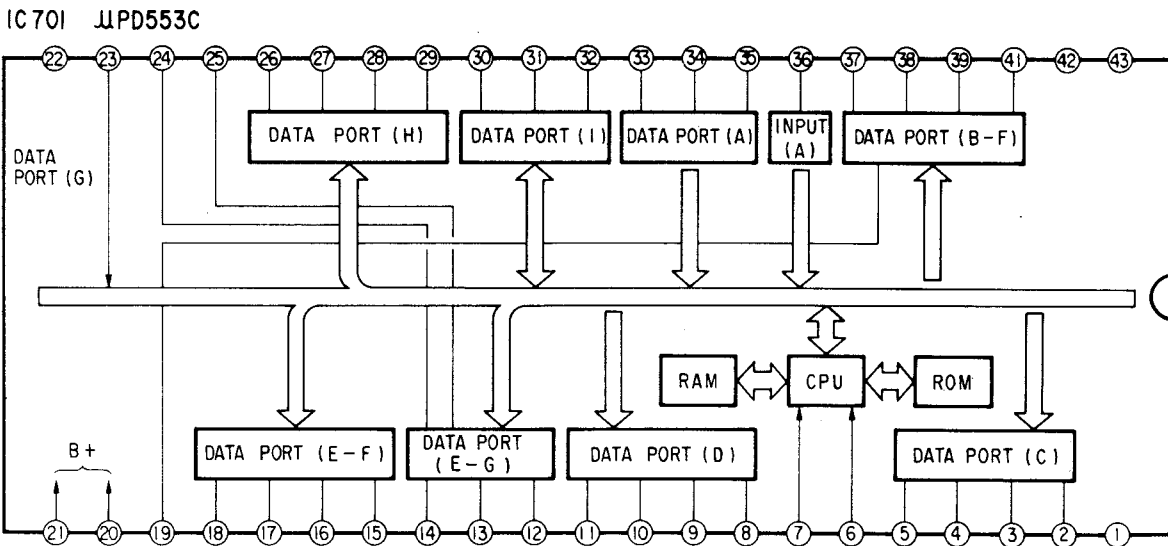 IC701 μPD553C
22 23 24 25 26 27 28 29 30 31 32 33 34 35 36 37 38 39 41 42 43
DATA PORT (H)
DATA PORT (I)
DATA PORT (A)
INPUT
(A)
DATA PORT (B-F)
DATA
PORT (G)
RAM
CPU
ROM
B+
DATA PORT (E-F)
DATA PORT
(E-G)
DATA PORT (D)
DATA PORT (C)
21 20 19 18 17 16 15 14 13 12 11 10 9 8 7 6 5 4 3 2 1